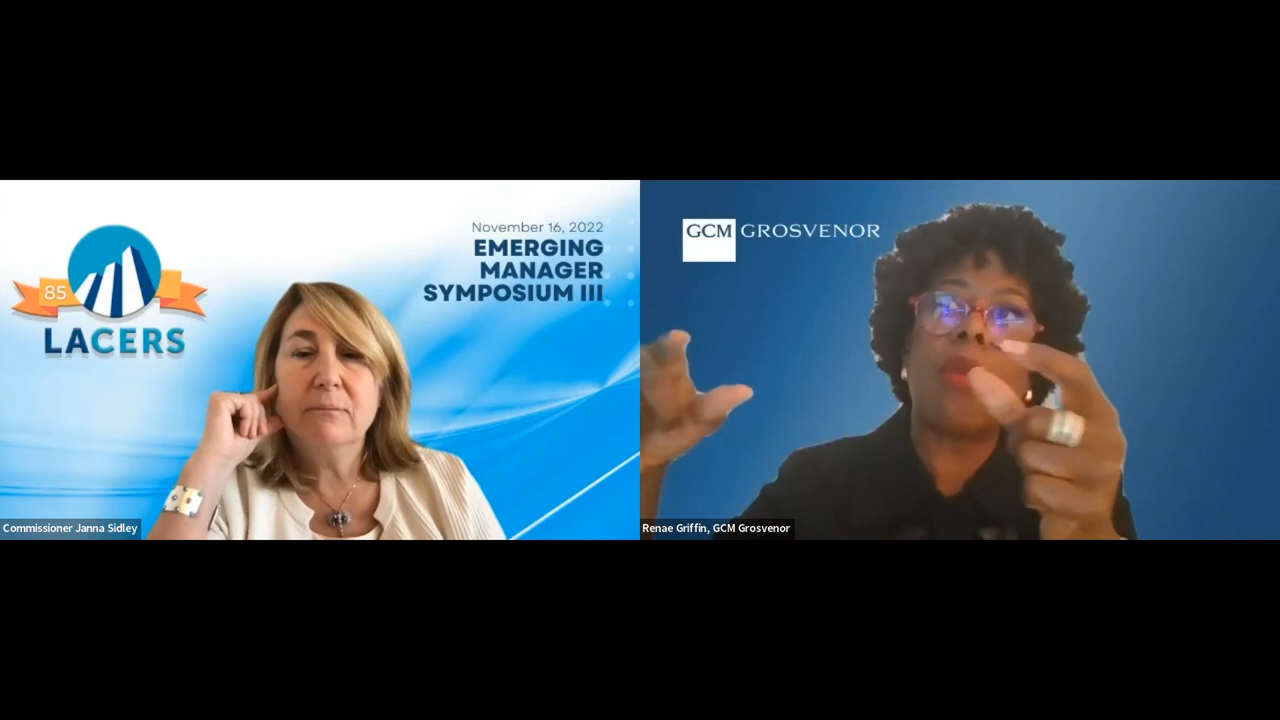 November 16, 2022
EMERGING
MANAGER
SYMPOSIUM III
85
LACERS
Commissioner Janna Sidley
GCM GROSVENOR
Renae Griffin, GCM Grosvenor